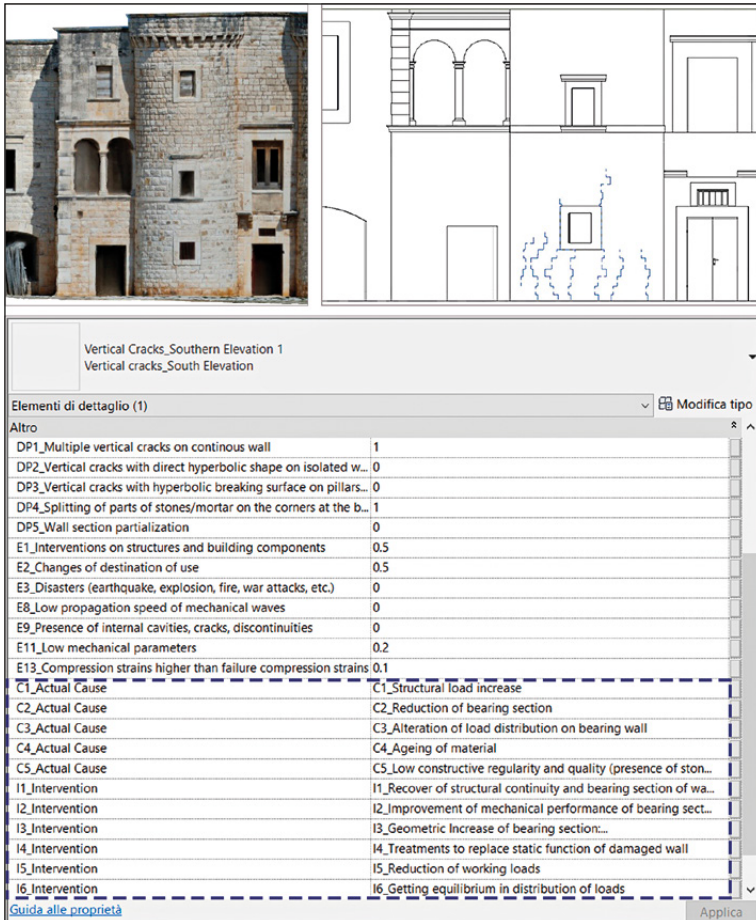 Vertical Cracks_Southern Elevation 1
Vertical cracks_South Elevation
Elementi di dettaglio (1)
Modifica tipo
Altro
DP1_Multiple vertical cracks on continous wall 1
DP2_Vertical cracks with direct hyperbolic shape on isolated w... 0
DP3_Vertical cracks with hyperbolic breaking surface on pillars... 0
DP4_Splitting of parts of stones/mortar on the corners at the b... 1
DP5_Wall section partialization 0
E1_Interventions on structures and building components 0.5
E2_Changes of destination of use 0.5
E3_Disasters (earthquake, explosion, fire, war attacks, etc.) 0
E8_Low propagation speed of mechanical waves 0
E9_Presence of internal cavities, cracks, discontinuities 0
E11_Low mechanical parameters 0.2
E13_Compression strains higher than failure compression strains 0.1
C1_Actual Cause C1_Structural load increase
C2_Actual Cause C2_Reduction of bearing section
C3_Actual Cause C3_Alteration of load distribution on bearing wall
C4_Actual Cause C4_Ageing of material
C5_Actual Cause C5_Low constructive regularity and quality (presence of ston...
I1_Intervention I1_Recover of structural continuity and bearing section of wa...
I2_Intervention I2_Improvement of mechanical performance of bearing sect...
I3_Intervention I3_Geometric Increase of bearing section:...
I4_Intervention I4_Treatments to replace static function of damaged wall
I5_Intervention I5_Reduction of working loads
I6_Intervention I6_Getting equilibrium in distribution of loads
Guida alle proprietà
Applica